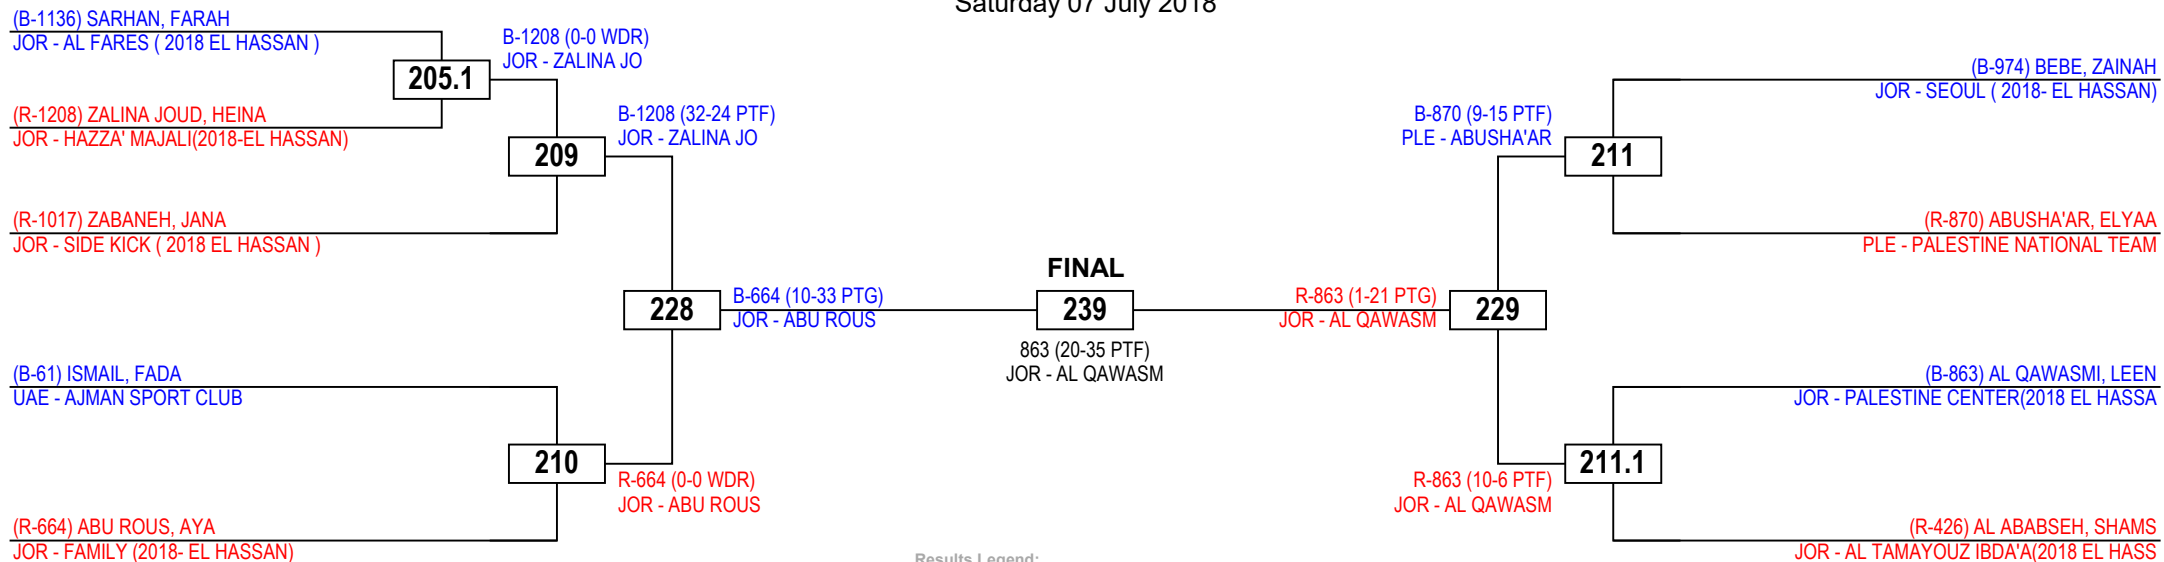 Saturday 07 July 2018
(B-1136) SARHAN, FARAH
JOR - AL FARES ( 2018 EL HASSAN )
205.1
(R-1208) ZALINA JOUD, HEINA
JOR - HAZZA' MAJALI(2018-EL HASSAN)
B-1208 (0-0 WDR)
JOR - ZALINA JO
209
(R-1017) ZABANEH, JANA
JOR - SIDE KICK ( 2018 EL HASSAN )
B-1208 (32-24 PTF)
JOR - ZALINA JO
228
(B-61) ISMAIL, FADA
UAE - AJMAN SPORT CLUB
210
(R-664) ABU ROUS, AYA
JOR - FAMILY (2018- EL HASSAN)
R-664 (0-0 WDR)
JOR - ABU ROUS
B-664 (10-33 PTG)
JOR - ABU ROUS
FINAL
239
863 (20-35 PTF)
JOR - AL QAWASM
R-863 (1-21 PTG)
JOR - AL QAWASM
229
B-870 (9-15 PTF)
PLE - ABUSHA'AR
211
(B-974) BEBE, ZAINAH
JOR - SEOUL ( 2018- EL HASSAN)
(R-870) ABUSHA'AR, ELYAA
PLE - PALESTINE NATIONAL TEAM
(B-863) AL QAWASMI, LEEN
JOR - PALESTINE CENTER(2018 EL HASSA
211.1
R-863 (10-6 PTF)
JOR - AL QAWASM
(R-426) AL ABABSEH, SHAMS
JOR - AL TAMAYOUZ IBDA'A(2018 EL HASS
Results Legend: